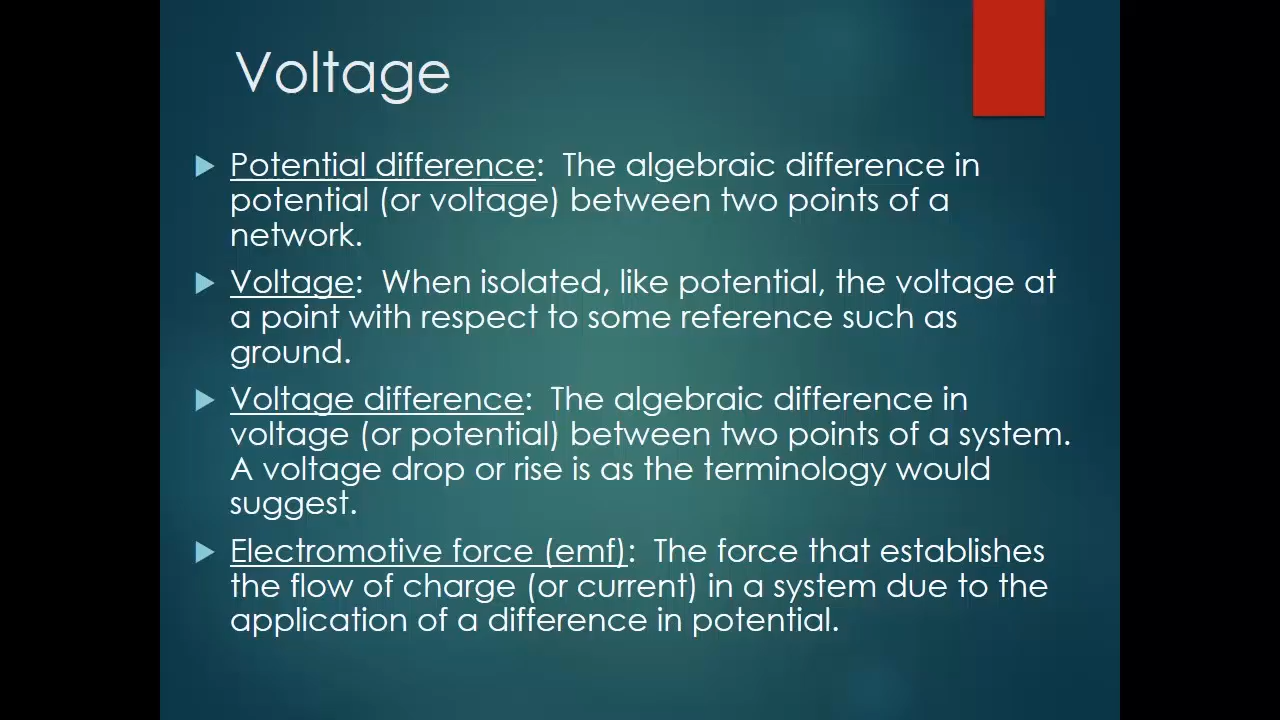 Voltage
Potential difference:  The algebraic difference in
potential (or voltage) between two points of a
network.
Voltage:  When isolated, like potential, the voltage at
a point with respect to some reference such as
ground.
Voltage difference:  The algebraic difference in
voltage (or potential) between two points of a system.
A voltage drop or rise is as the terminology would
suggest.
Electromotive force (emf):  The force that establishes
the flow of charge (or current) in a system due to the
application of a difference in potential.